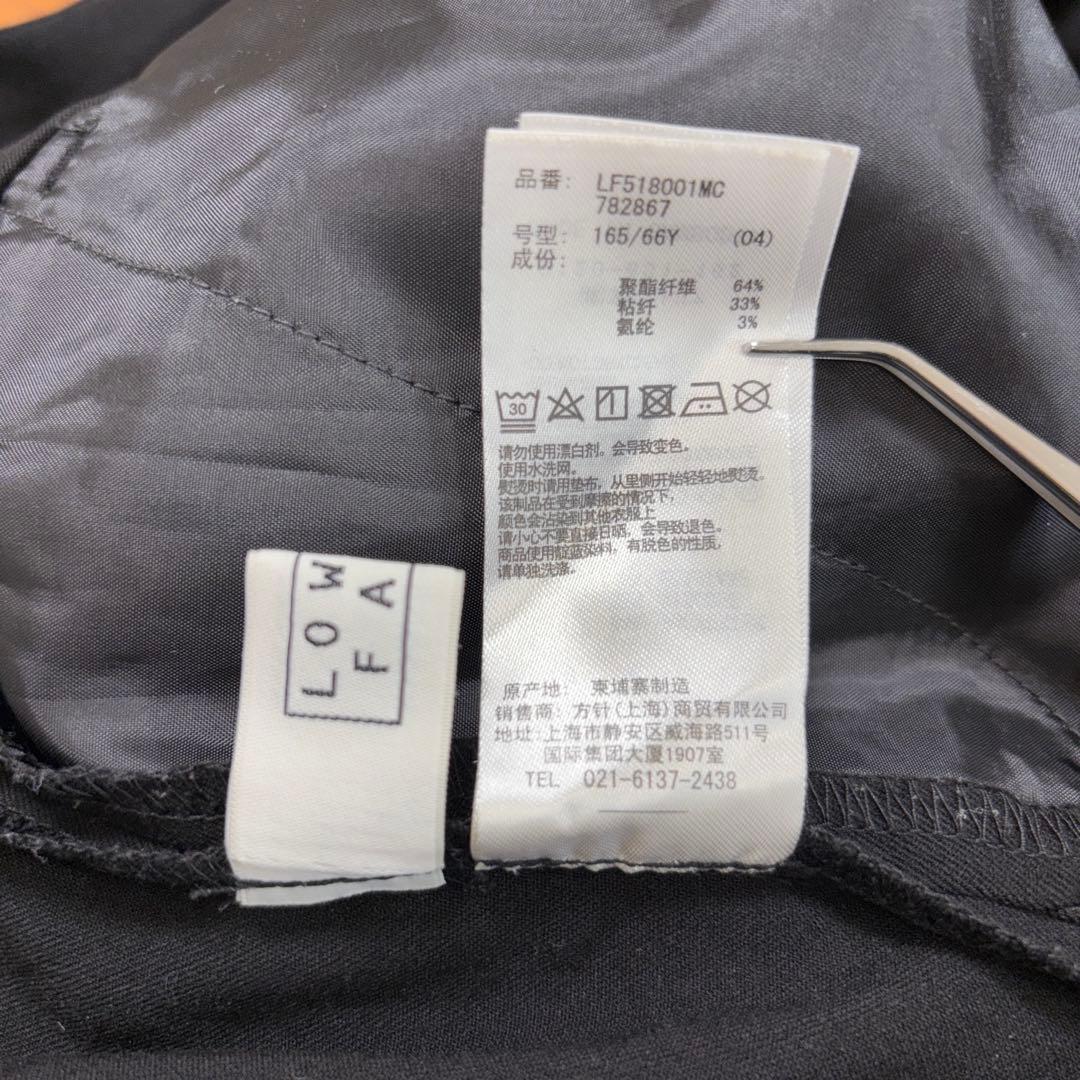 品番: LF518001MC
782867
号型: 165/66Y (04)
成份:
聚酯纤维 64%
粘纤 33%
氨纶 3%
30
请勿使用漂白剂。会导致变色。
使用水洗网。
熨烫时请用垫布，从里侧开始轻轻地熨烫。
该制品在受到摩擦的情况下，
颜色会沾染到其他衣服上
请小心不要直接日晒，会导致退色。
商品使用靛蓝染料，有脱色的性质，
请单独洗涤。
原产地: 柬埔寨制造
销售商: 方针(上海)商贸有限公司
地址:上海市静安区威海路511号
国际集团大厦1907室
TEL 021-6137-2438
LOW
FA